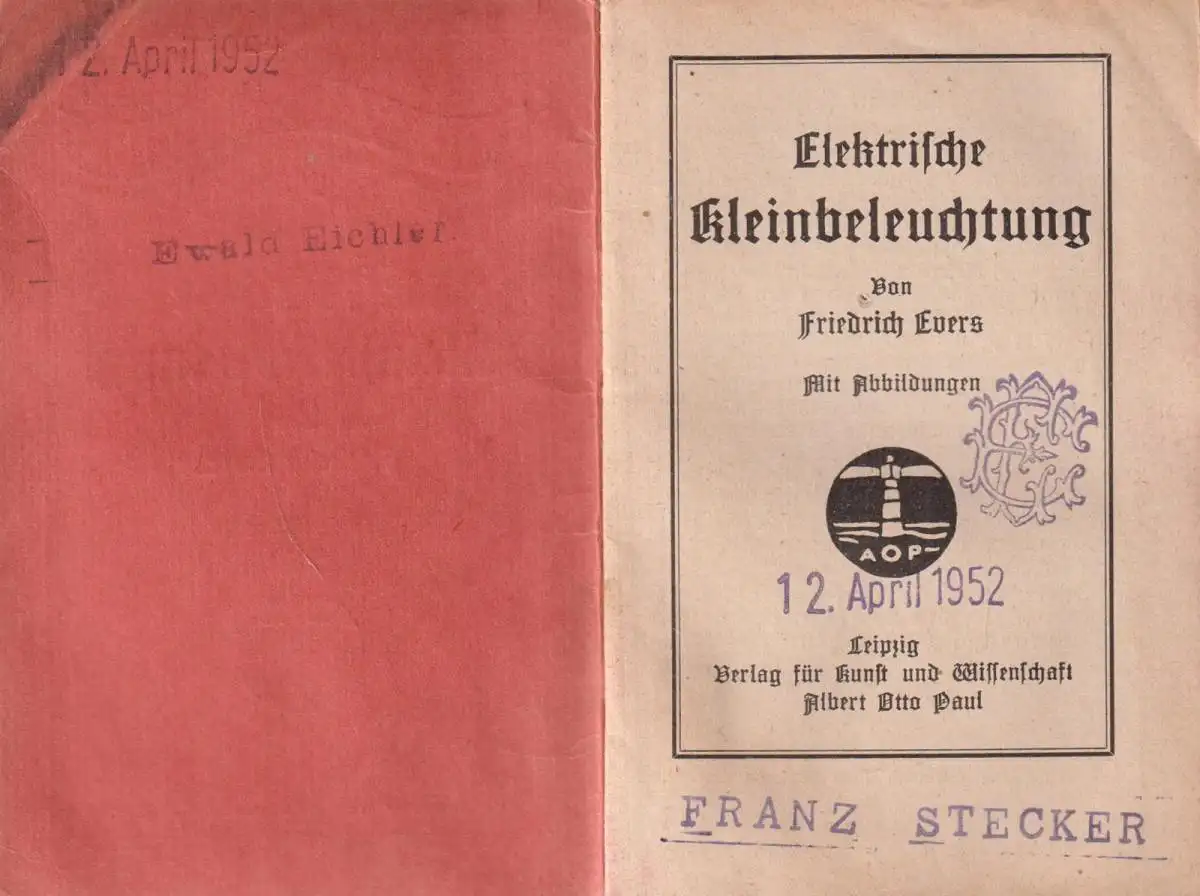 12. April 1952
Ewald Eichler.
Elektriſche
Kleinbeleuchtung
Von
Friedrich Evers
Mit Abbildungen
AOP
12. April 1952
Leipzig
Verlag für Kunſt und Wiſſenſchaft
Albert Otto Paul
FRANZ STECKER